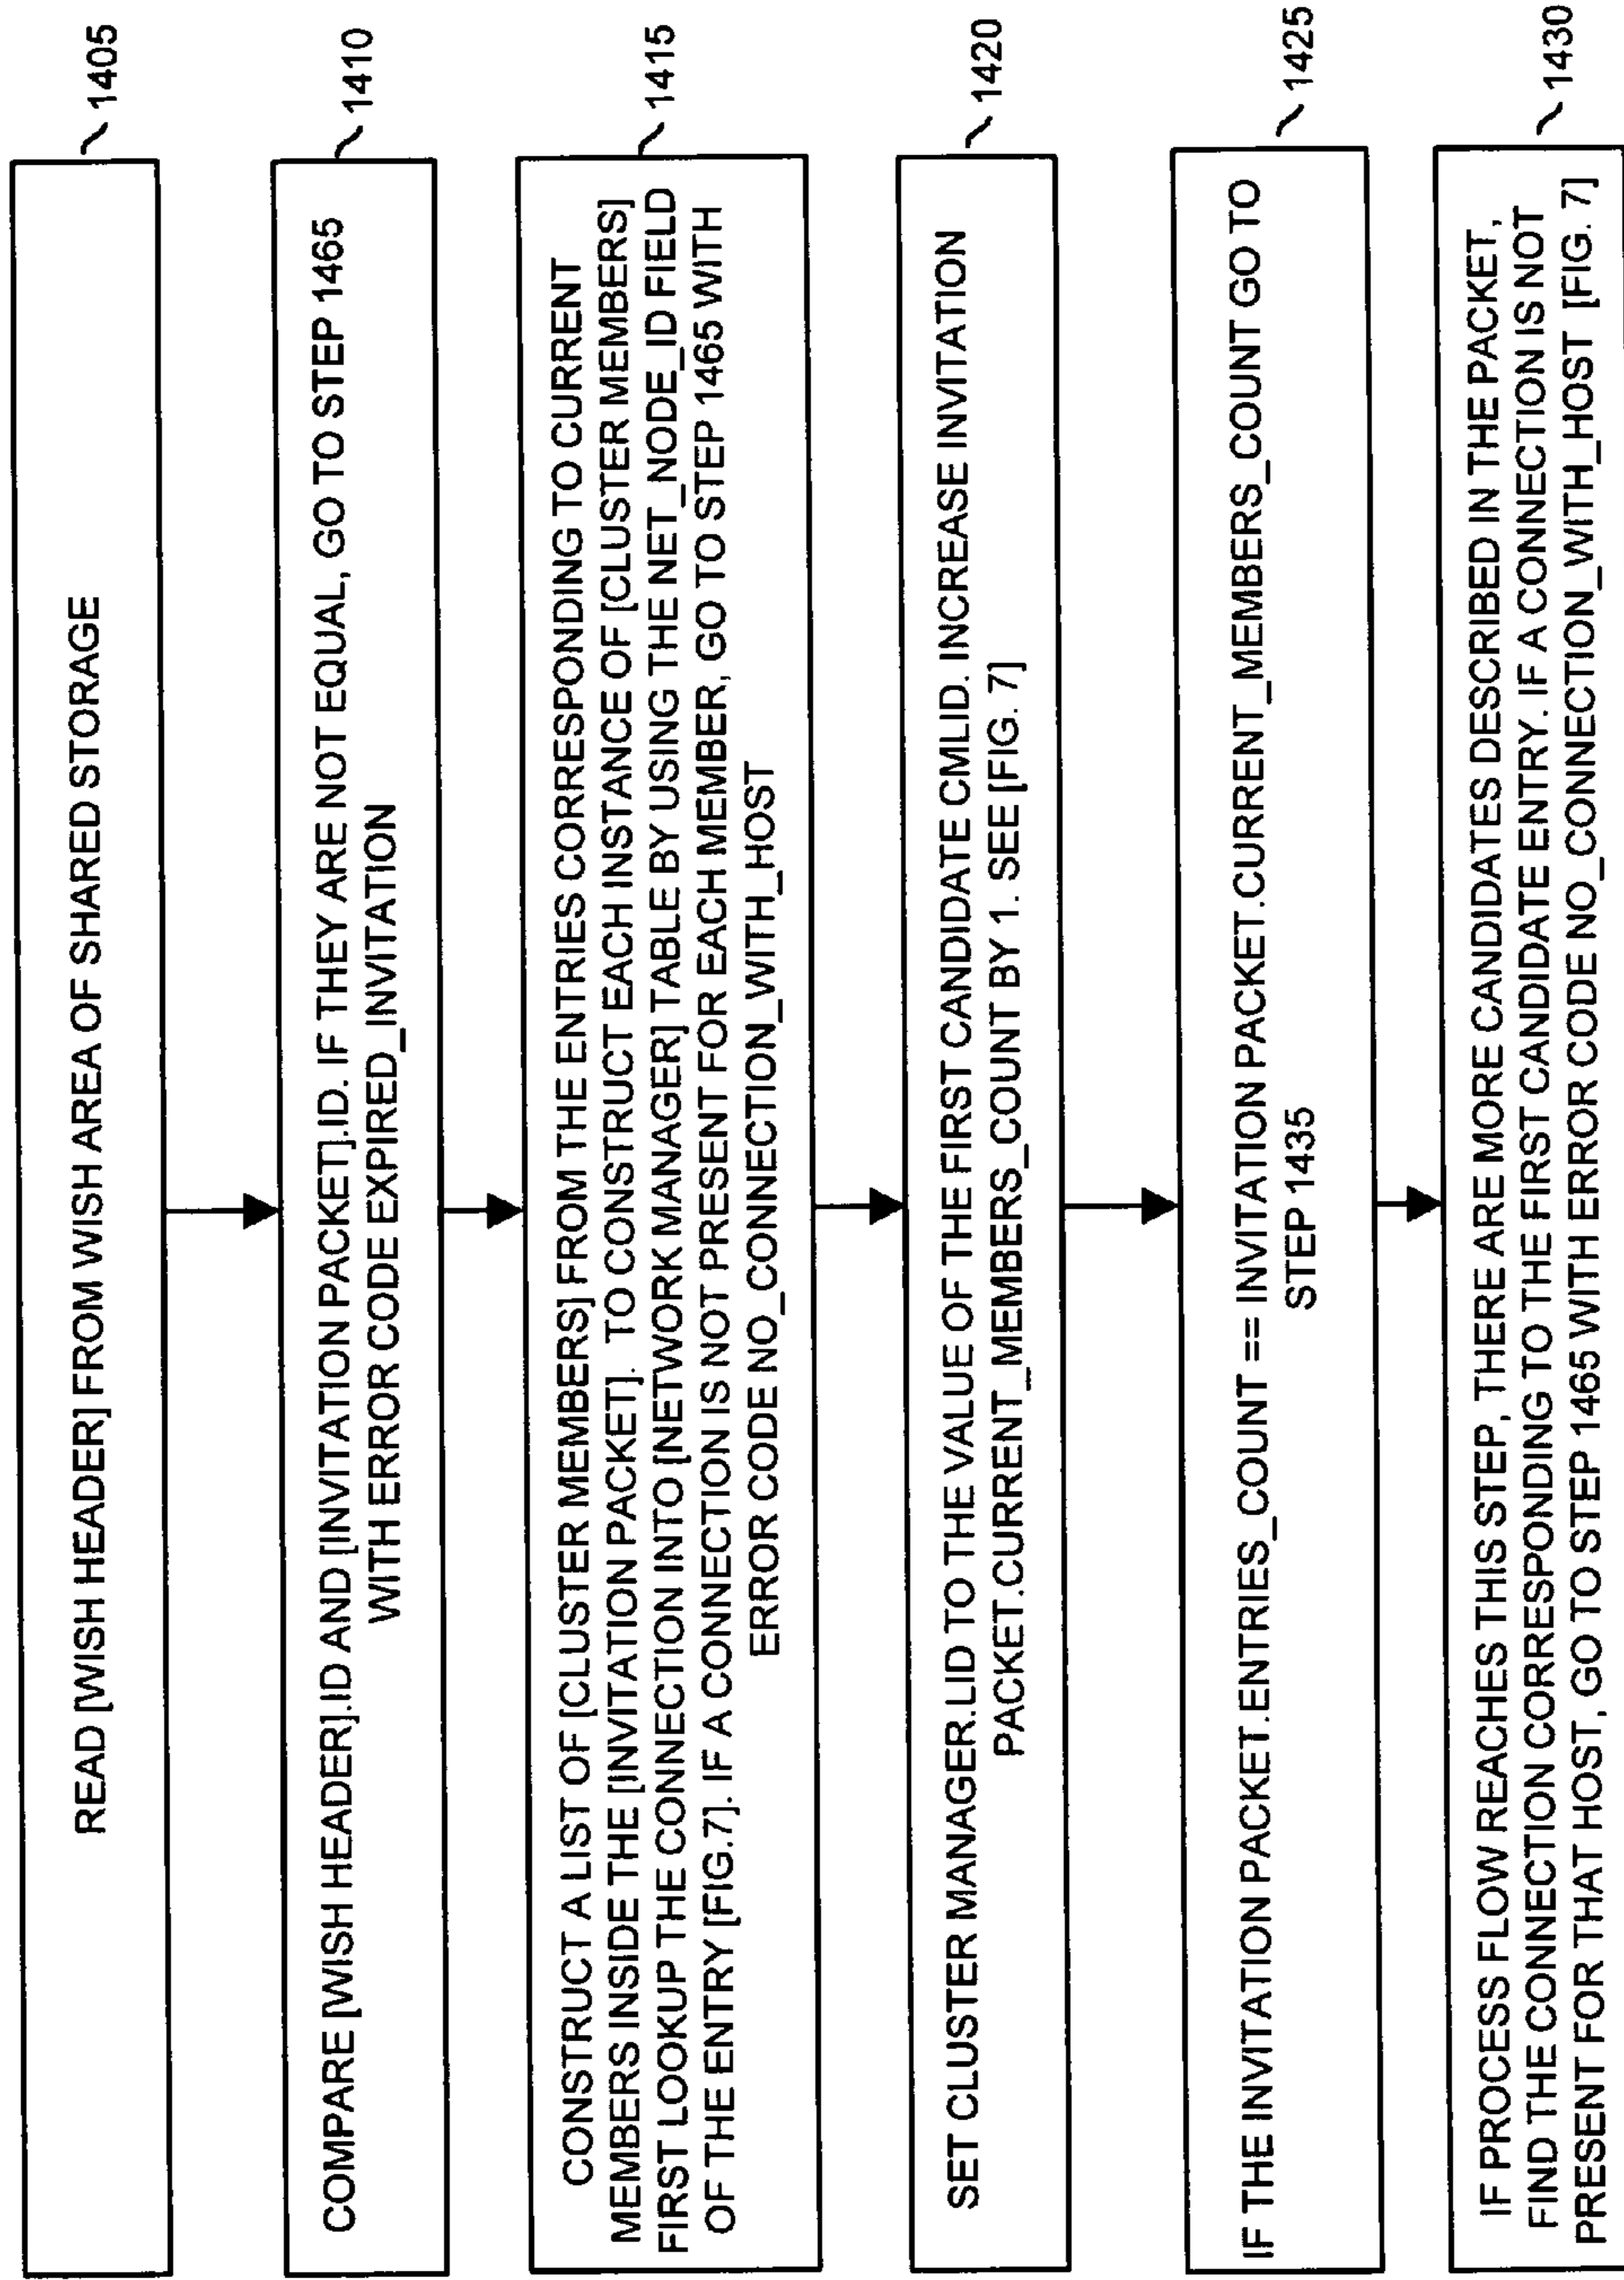 READ [WISH HEADER] FROM WISH AREA OF SHARED STORAGE
1405
COMPARE [WISH HEADER].ID AND [INVITATION PACKET].ID. IF THEY ARE NOT EQUAL, GO TO STEP 1465
WITH ERROR CODE EXPIRED_INVITATION
1410
CONSTRUCT A LIST OF [CLUSTER MEMBERS] FROM THE ENTRIES CORRESPONDING TO CURRENT
MEMBERS INSIDE THE [INVITATION PACKET]. TO CONSTRUCT EACH INSTANCE OF [CLUSTER MEMBERS]
FIRST LOOKUP THE CONNECTION INTO [NETWORK MANAGER] TABLE BY USING THE NET_NODE_ID FIELD
OF THE ENTRY [FIG.7]. IF A CONNECTION IS NOT PRESENT FOR EACH MEMBER, GO TO STEP 1465 WITH
ERROR CODE NO_CONNECTION_WITH_HOST
1415
SET CLUSTER MANAGER.LID TO THE VALUE OF THE FIRST CANDIDATE CMLID. INCREASE INVITATION
PACKET.CURRENT_MEMBERS_COUNT BY 1. SEE [FIG. 7]
1420
IF THE INVITATION PACKET.ENTRIES_COUNT == INVITATION PACKET.CURRENT_MEMBERS_COUNT GO TO
STEP 1435
1425
IF PROCESS FLOW REACHES THIS STEP, THERE ARE MORE CANDIDATES DESCRIBED IN THE PACKET,
FIND THE CONNECTION CORRESPONDING TO THE FIRST CANDIDATE ENTRY. IF A CONNECTION IS NOT
PRESENT FOR THAT HOST, GO TO STEP 1465 WITH ERROR CODE NO_CONNECTION_WITH_HOST [FIG. 7]
1430